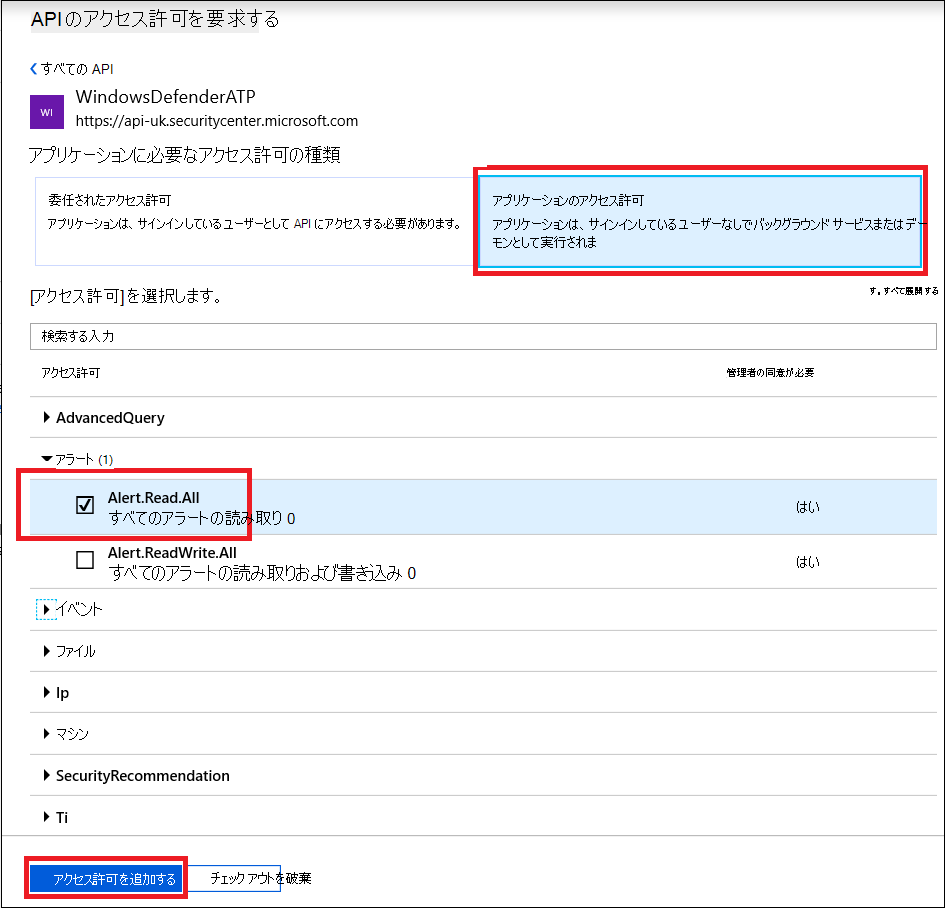 APIのアクセス許可を要求する
すべての API
WindowsDefenderATP
WI
https://api-uk.securitycenter.microsoft.com
アプリケーションに必要なアクセス許可の種類
委任されたアクセス許可
アプリケーションは、サインインしているユーザーとして API にアクセスする必要があります。
アプリケーションのアクセス許可
アプリケーションは、サインインしているユーザーなしでバックグラウンド サービスまたはデー
モンとして実行されま
[アクセス許可]を選択します。
す。すべて展開する
検索する入力
アクセス許可
管理者の同意が必要
AdvancedQuery
アラート (1)
Alert.Read.All
すべてのアラートの読み取り 0
はい
Alert.ReadWrite.All
すべてのアラートの読み取りおよび書き込み 0
はい
イベント
ファイル
Ip
マシン
SecurityRecommendation
Ti
アクセス許可を追加する
チェックアウトを破棄